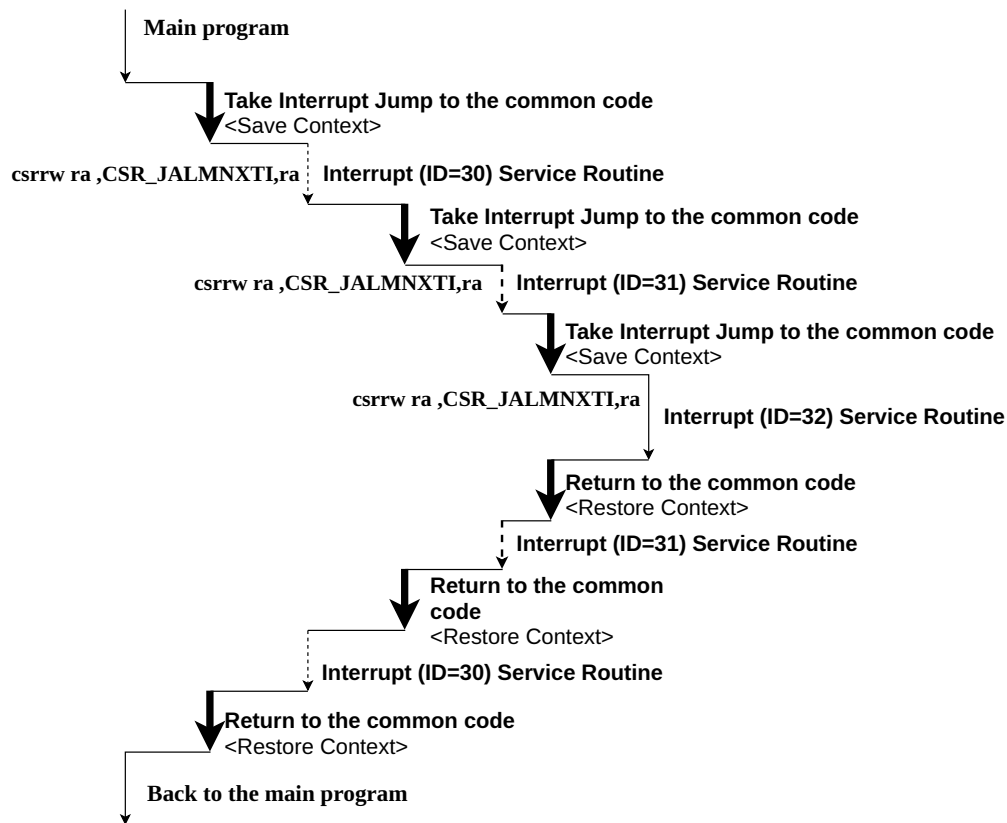 Main program
Take Interrupt Jump to the common code
<Save Context>
csrrw ra ,CSR_JALMNXTI,ra
Interrupt (ID=30) Service Routine
Take Interrupt Jump to the common code
<Save Context>
csrrw ra ,CSR_JALMNXTI,ra
Interrupt (ID=31) Service Routine
Take Interrupt Jump to the common code
<Save Context>
csrrw ra ,CSR_JALMNXTI,ra
Interrupt (ID=32) Service Routine
Return to the common code
<Restore Context>
Interrupt (ID=31) Service Routine
Return to the common
code
<Restore Context>
Interrupt (ID=30) Service Routine
Return to the common code
<Restore Context>
Back to the main program